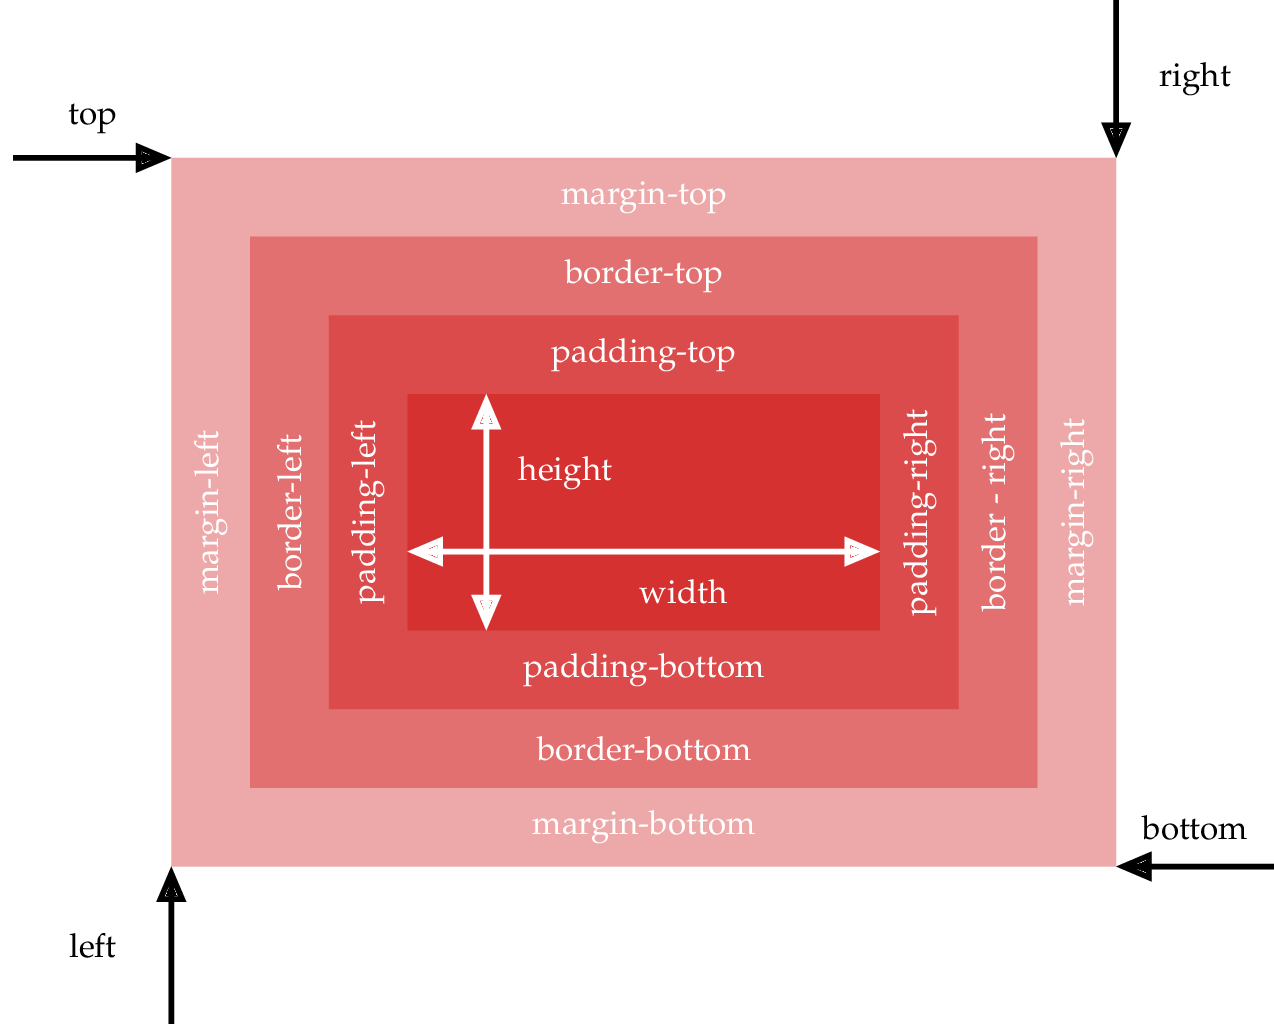 right
top
margin-top
border-top
padding-top
margin-left
border-left
padding-left
height
width
padding-right
border - right
margin-right
padding-bottom
border-bottom
margin-bottom
bottom
left